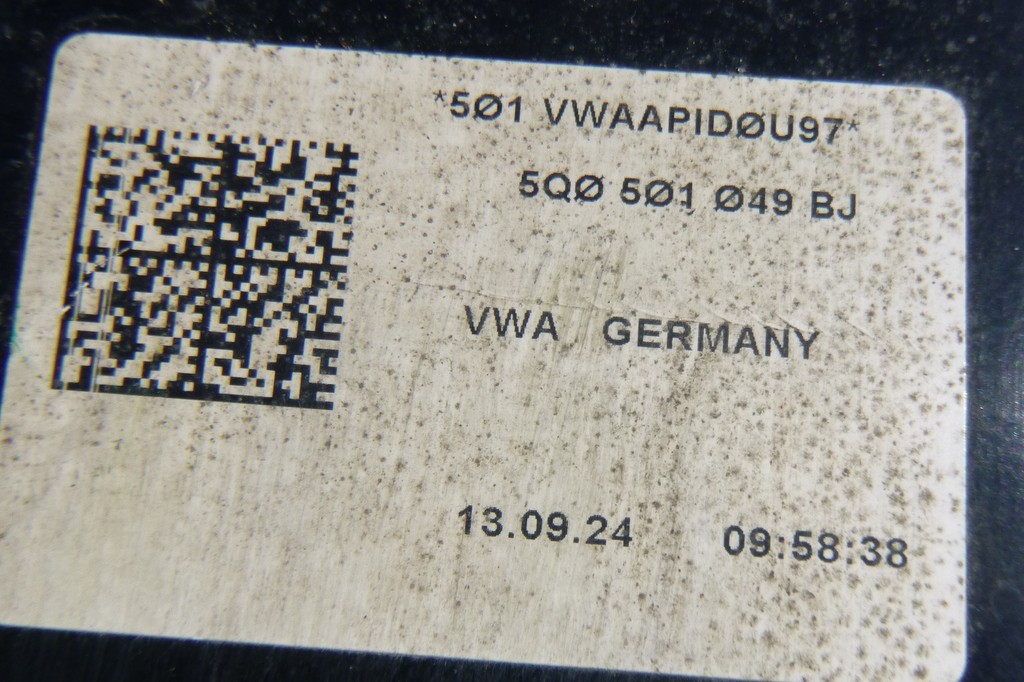 *5Ø1 VWAAPIDØU97*
5QØ 5Ø1 Ø49 BJ
VWA GERMANY
13.09.24 09:58:38